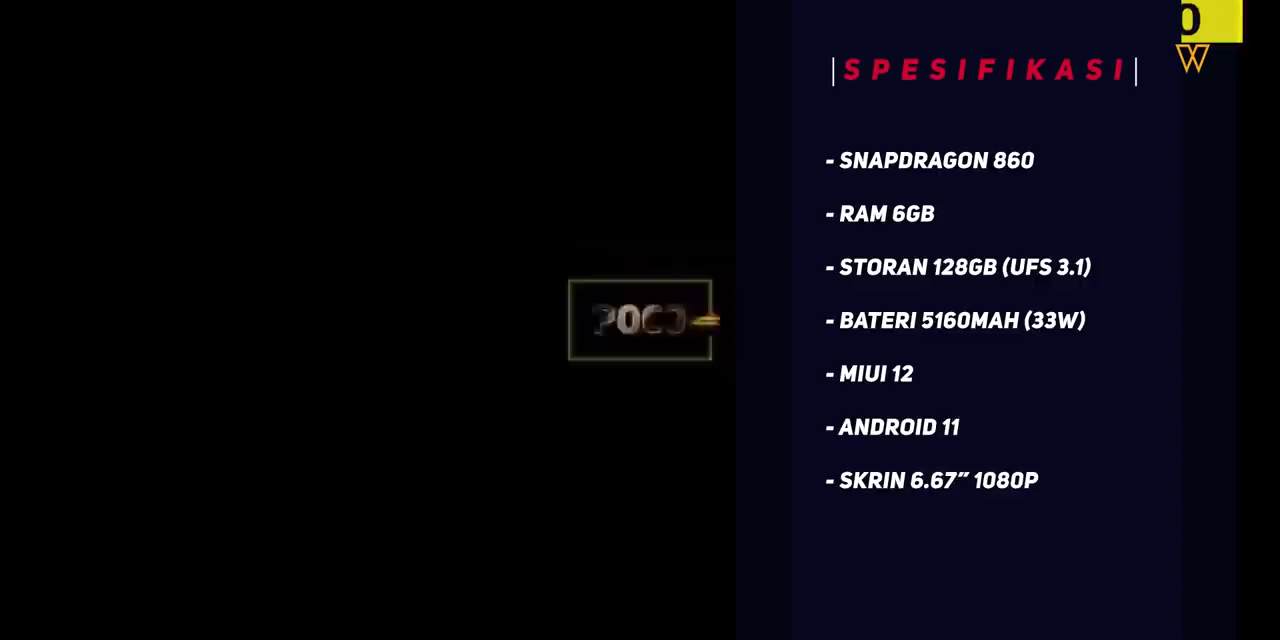 |SPESIFIKASI|
- SNAPDRAGON 860
- RAM 6GB
- STORAN 128GB (UFS 3.1)
- BATERI 5160MAH (33W)
- MIUI 12
- ANDROID 11
- SKRIN 6.67” 1080P
POCO